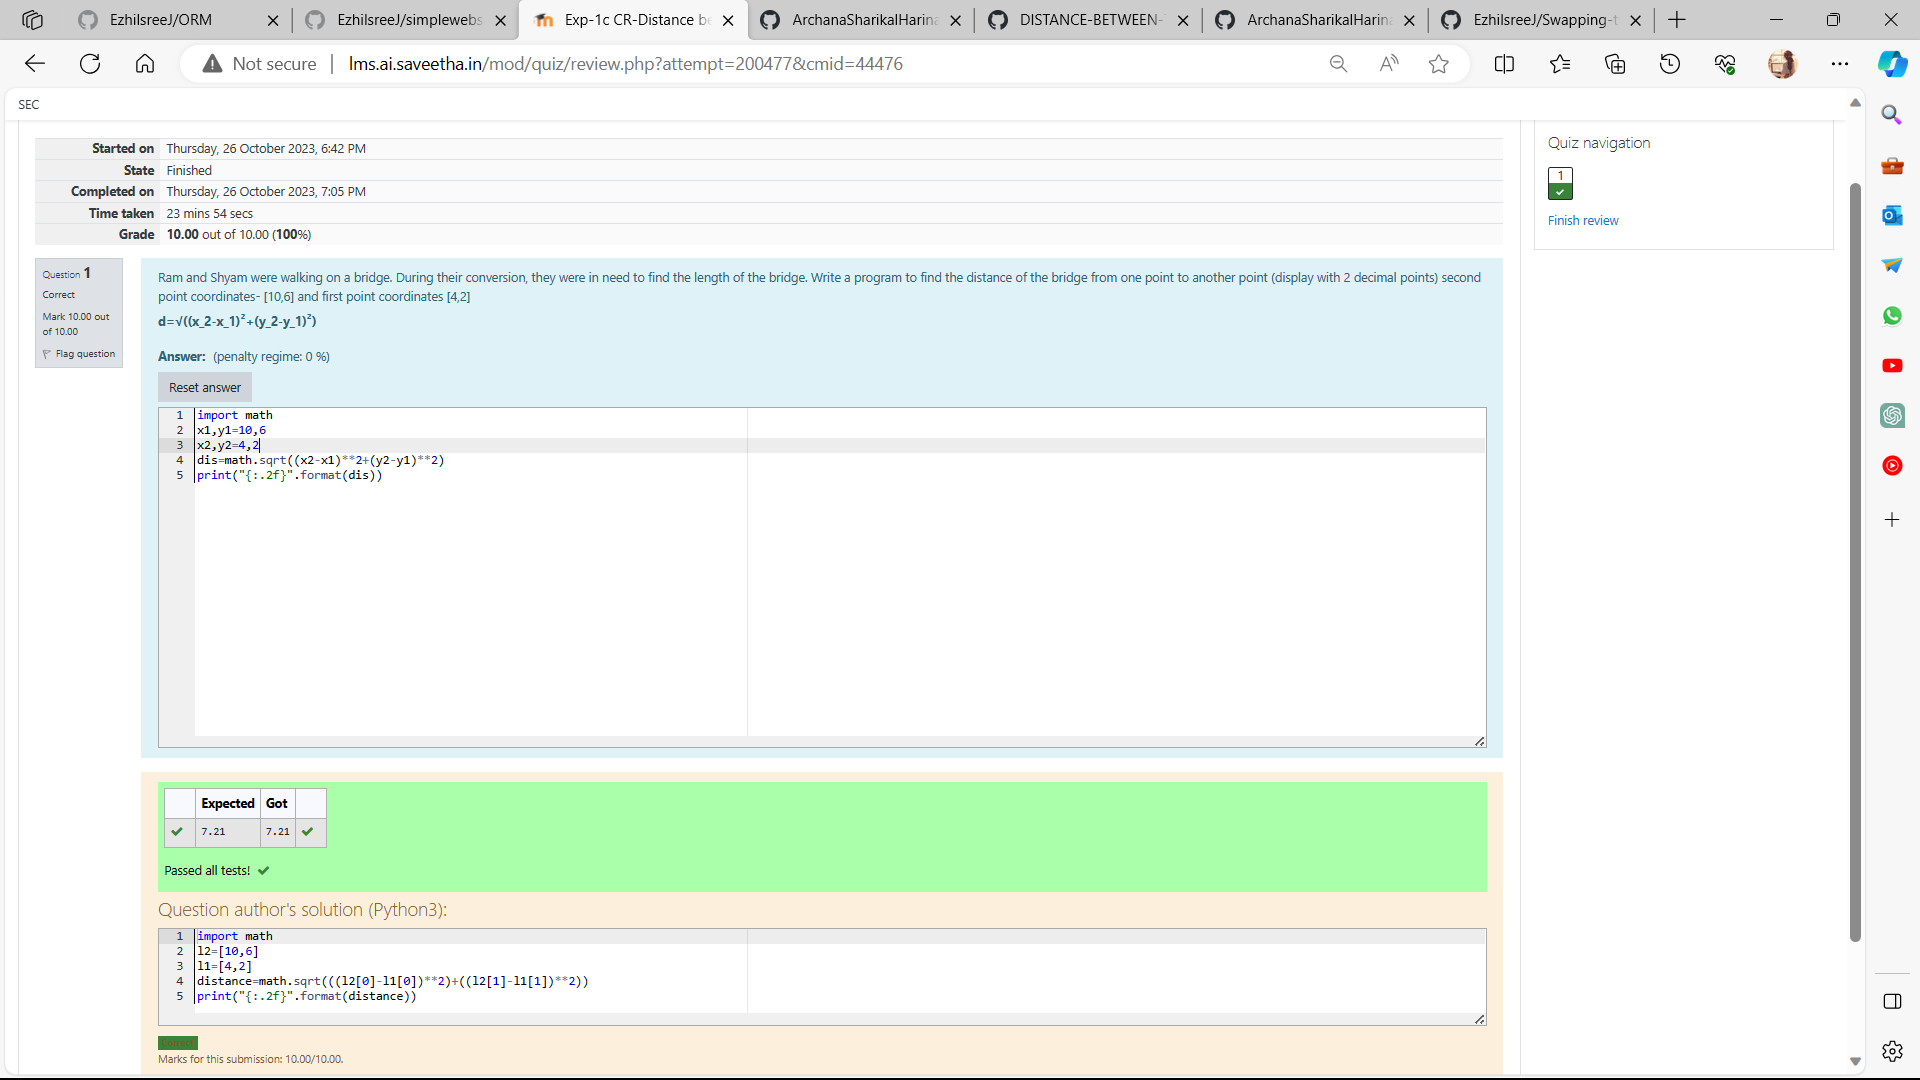 EzhilsreeJ/ORM
EzhilsreeJ/simplewebs
Exp-1c CR-Distance be
ArchanaSharikalHarina
DISTANCE-BETWEEN-
ArchanaSharikalHarina
EzhilsreeJ/Swapping-t
Not secure
lms.ai.saveetha.in/mod/quiz/review.php?attempt=200477&cmid=44476
SEC
Started on Thursday, 26 October 2023, 6:42 PM
State Finished
Completed on Thursday, 26 October 2023, 7:05 PM
Time taken 23 mins 54 secs
Grade 10.00 out of 10.00 (100%)
Quiz navigation
1
Finish review
Question 1
Correct
Mark 10.00 out
of 10.00
Flag question
Ram and Shyam were walking on a bridge. During their conversion, they were in need to find the length of the bridge. Write a program to find the distance of the bridge from one point to another point (display with 2 decimal points) second
point coordinates- [10,6] and first point coordinates [4,2]
d=√((x_2-x_1)²+(y_2-y_1)²)
Answer: (penalty regime: 0 %)
Reset answer
1 import math
2 x1,y1=10,6
3 x2,y2=4,2
4 dis=math.sqrt((x2-x1)**2+(y2-y1)**2)
5 print("{:.2f}".format(dis))
Expected Got
7.21 7.21
Passed all tests!
Question author's solution (Python3):
1 import math
2 l2=[10,6]
3 l1=[4,2]
4 distance=math.sqrt(((l2[0]-l1[0])**2)+((l2[1]-l1[1])**2))
5 print("{:.2f}".format(distance))
Marks for this submission: 10.00/10.00.